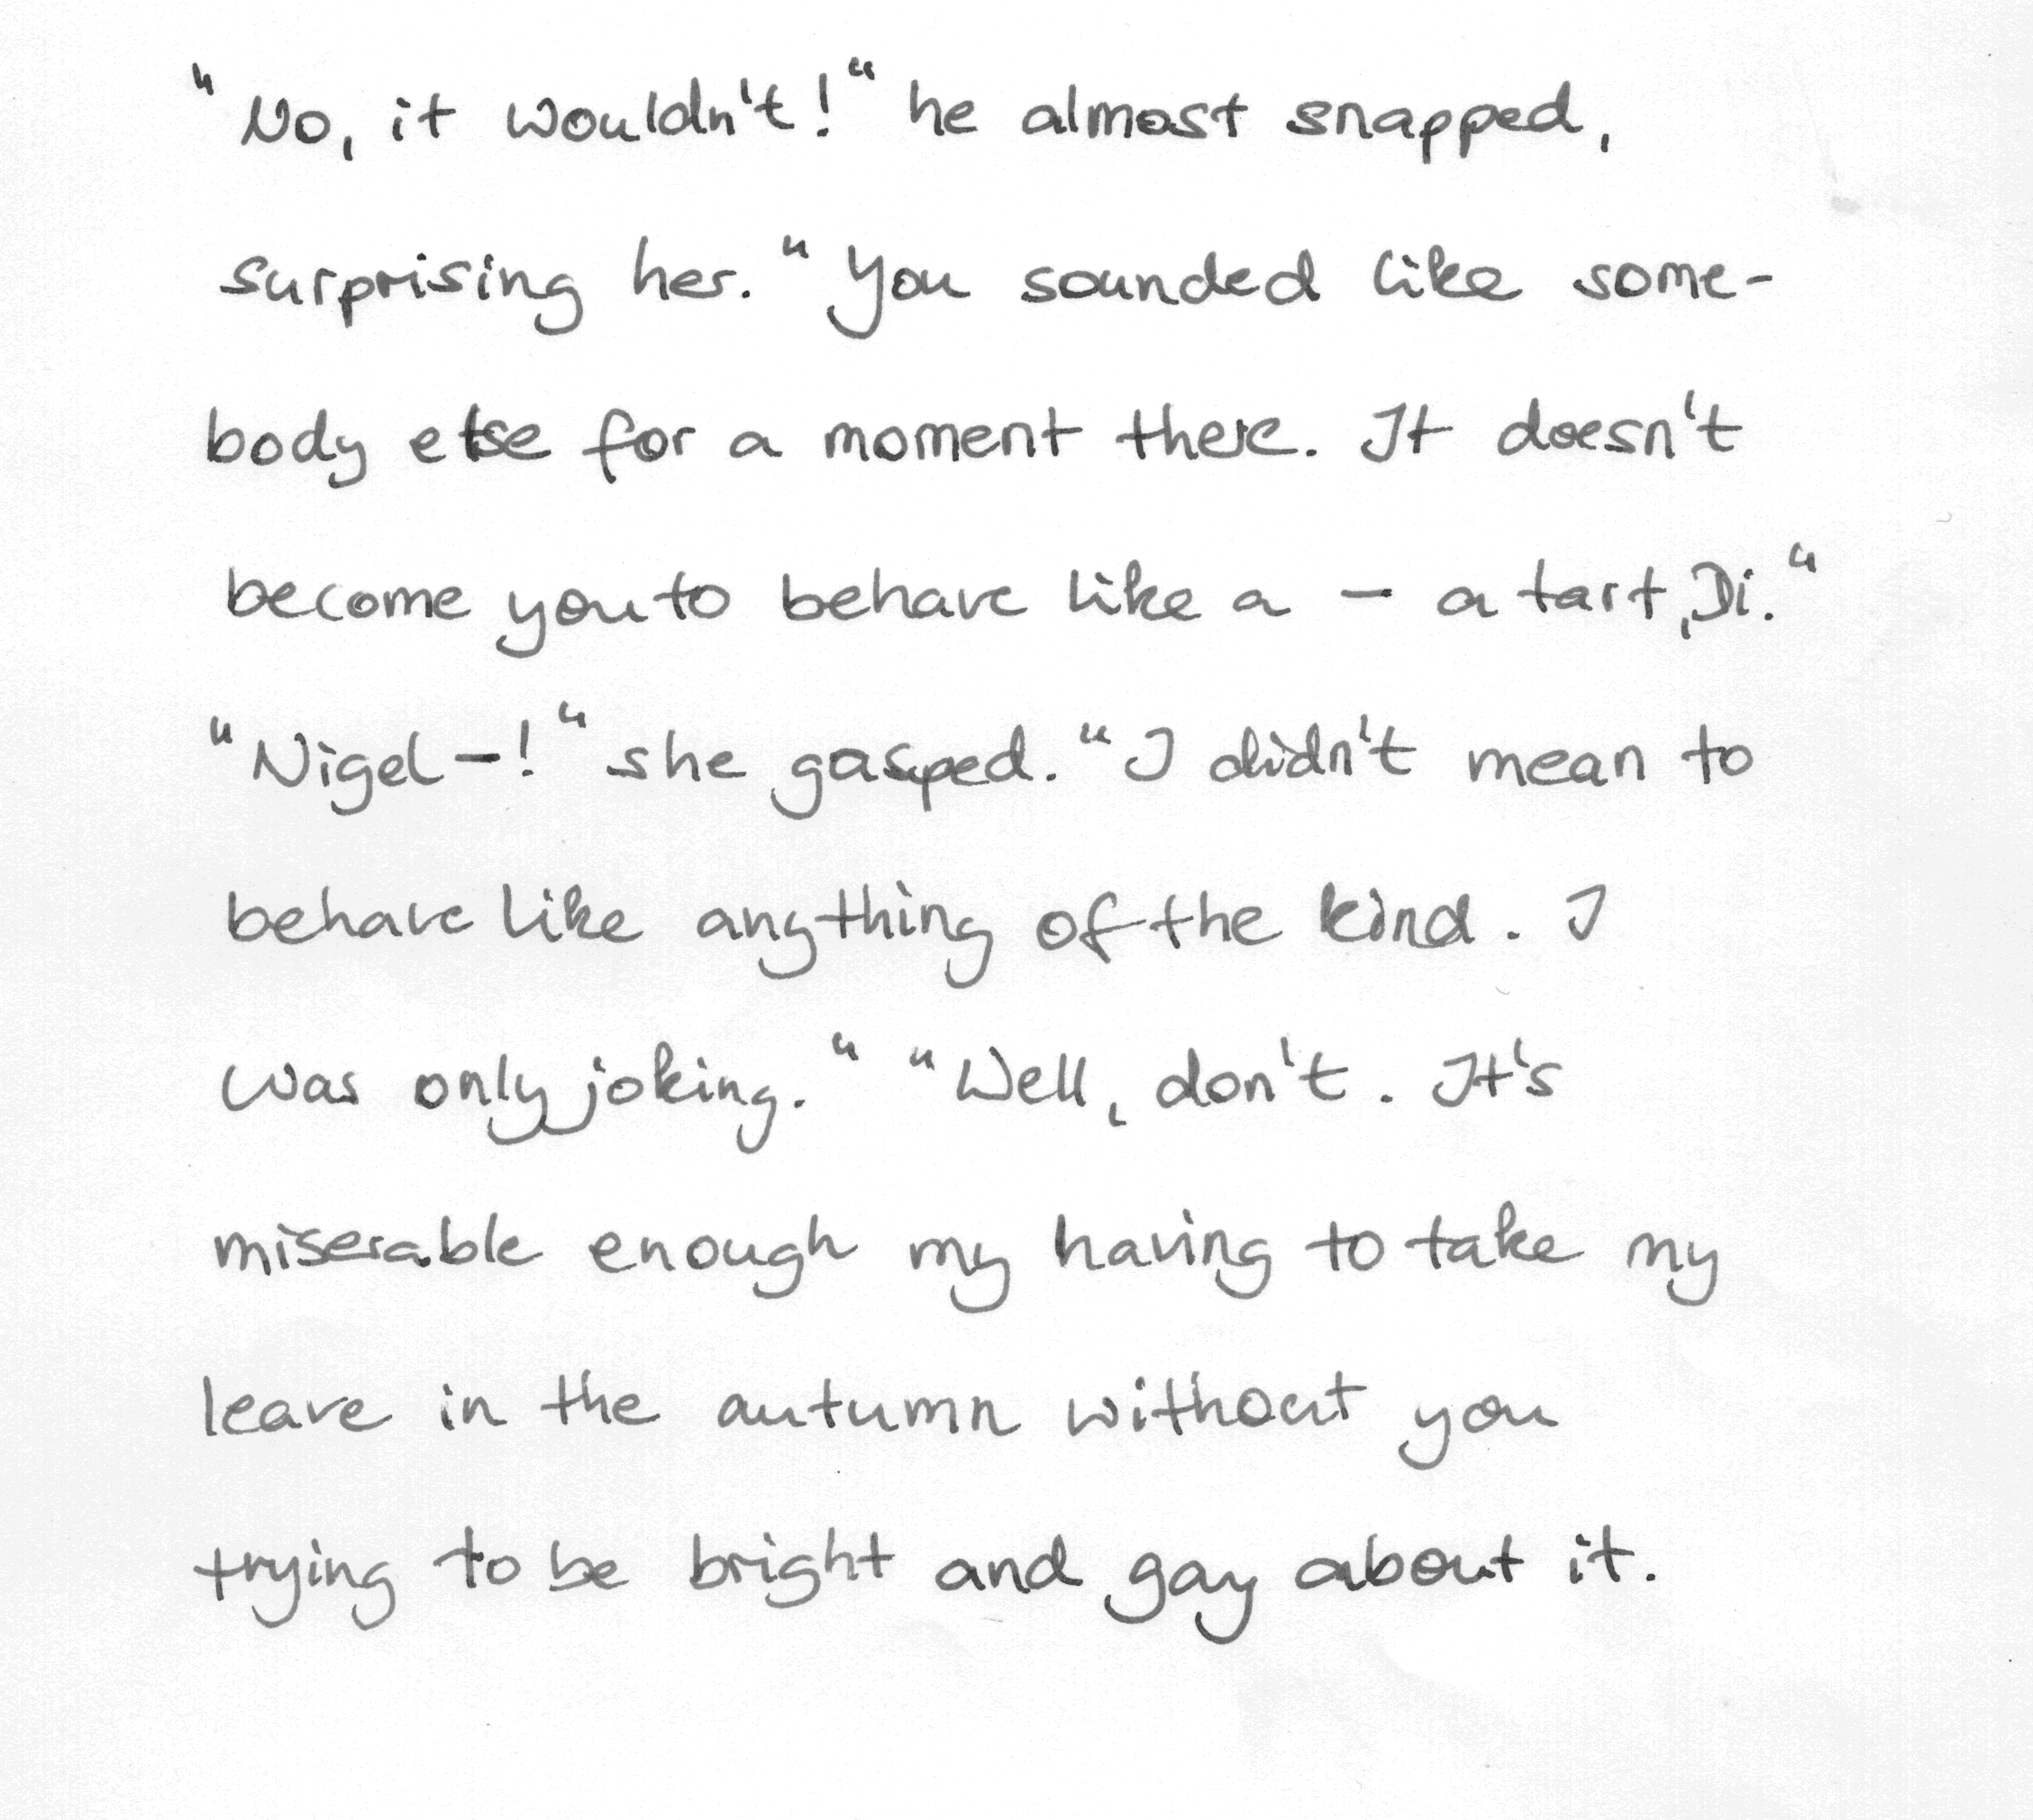 "No, it wouldn't!" he almost snapped,
surprising her. "You sounded like some-
body else for a moment there. It doesn't
become you to behave like a - a tart, Di."
"Nigel-!" she gasped. "I didn't mean to
behave like anything of the kind. I
was only joking." "Well, don't. It's
miserable enough my having to take my
leave in the autumn without you
trying to be bright and gay about it.